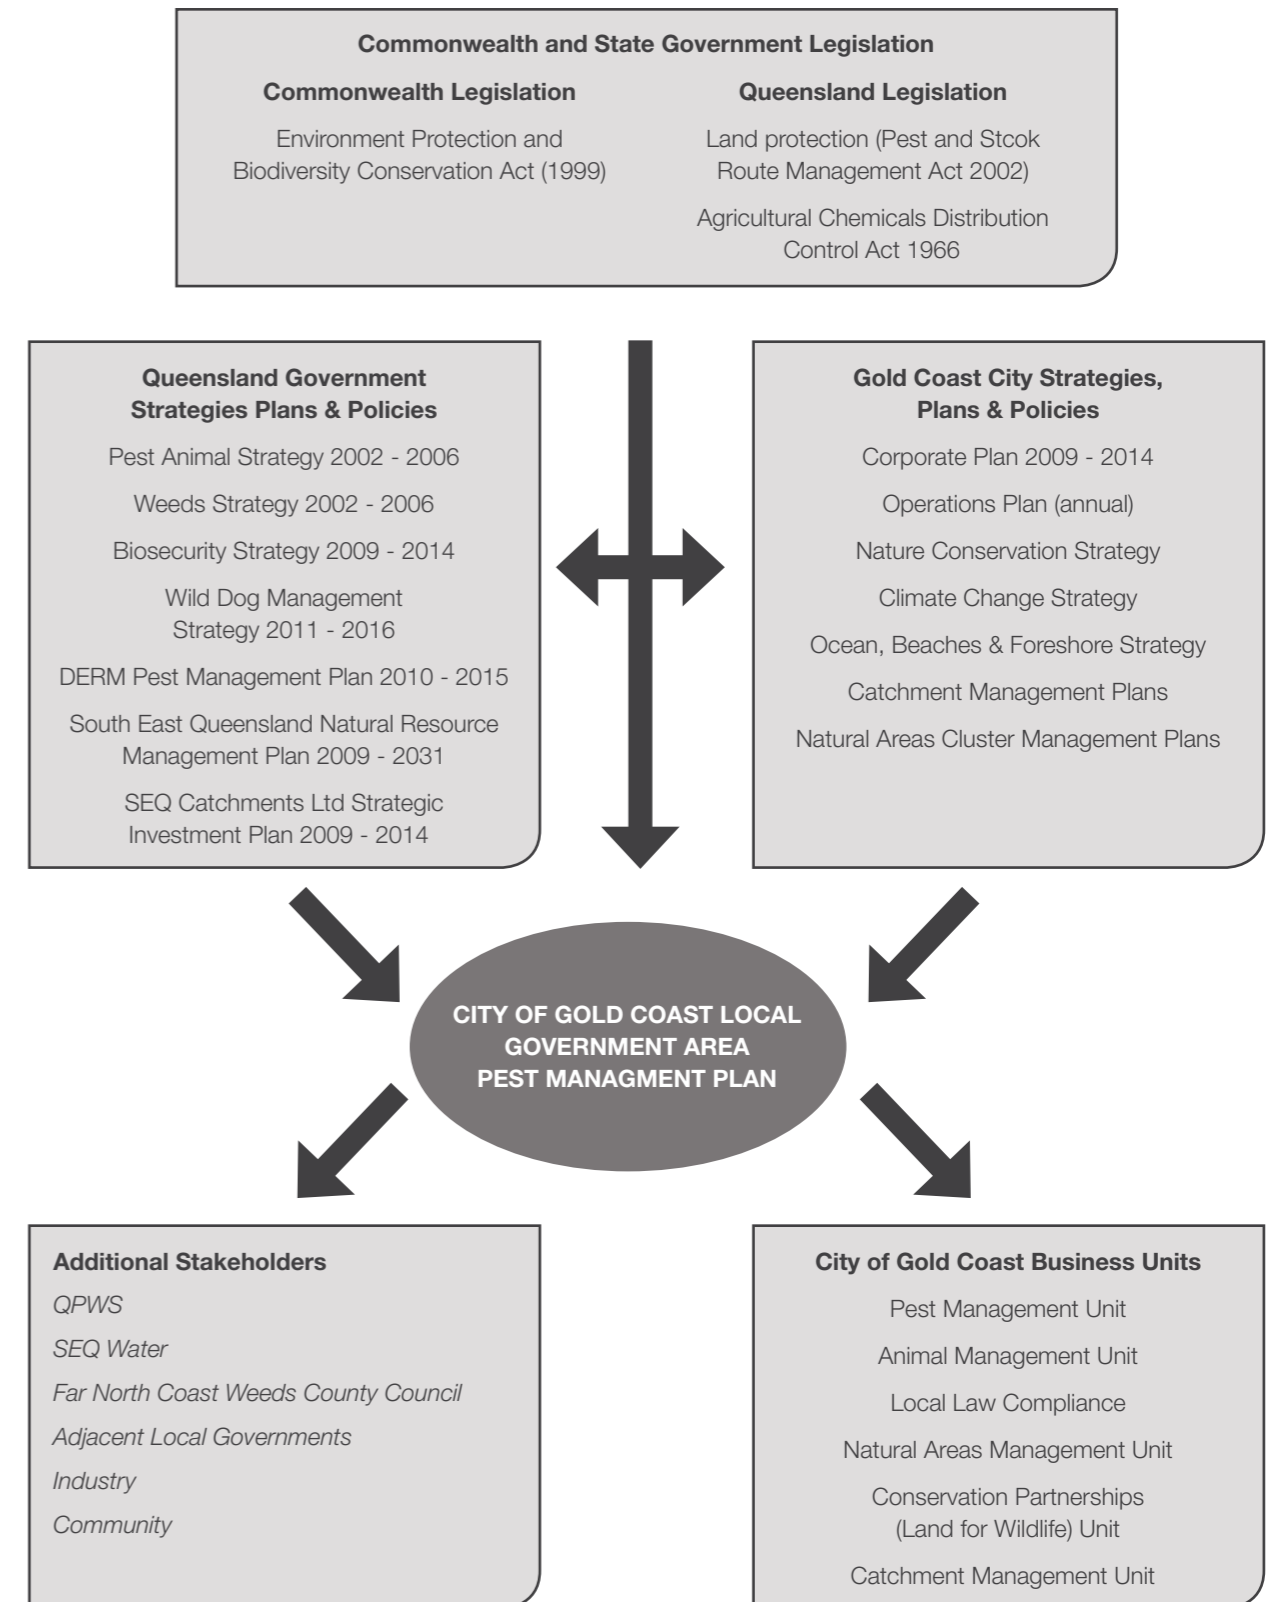 Commonwealth and State Government Legislation
Commonwealth Legislation
Environment Protection and
Biodiversity Conservation Act (1999)
Queensland Legislation
Land protection (Pest and Stcok
Route Management Act 2002)
Agricultural Chemicals Distribution
Control Act 1966
Queensland Government
Strategies Plans & Policies
Pest Animal Strategy 2002 - 2006
Weeds Strategy 2002 - 2006
Biosecurity Strategy 2009 - 2014
Wild Dog Management
Strategy 2011 - 2016
DERM Pest Management Plan 2010 - 2015
South East Queensland Natural Resource
Management Plan 2009 - 2031
SEQ Catchments Ltd Strategic
Investment Plan 2009 - 2014
Gold Coast City Strategies,
Plans & Policies
Corporate Plan 2009 - 2014
Operations Plan (annual)
Nature Conservation Strategy
Climate Change Strategy
Ocean, Beaches & Foreshore Strategy
Catchment Management Plans
Natural Areas Cluster Management Plans
CITY OF GOLD COAST LOCAL
GOVERNMENT AREA
PEST MANAGMENT PLAN
Additional Stakeholders
QPWS
SEQ Water
Far North Coast Weeds County Council
Adjacent Local Governments
Industry
Community
City of Gold Coast Business Units
Pest Management Unit
Animal Management Unit
Local Law Compliance
Natural Areas Management Unit
Conservation Partnerships
(Land for Wildlife) Unit
Catchment Management Unit